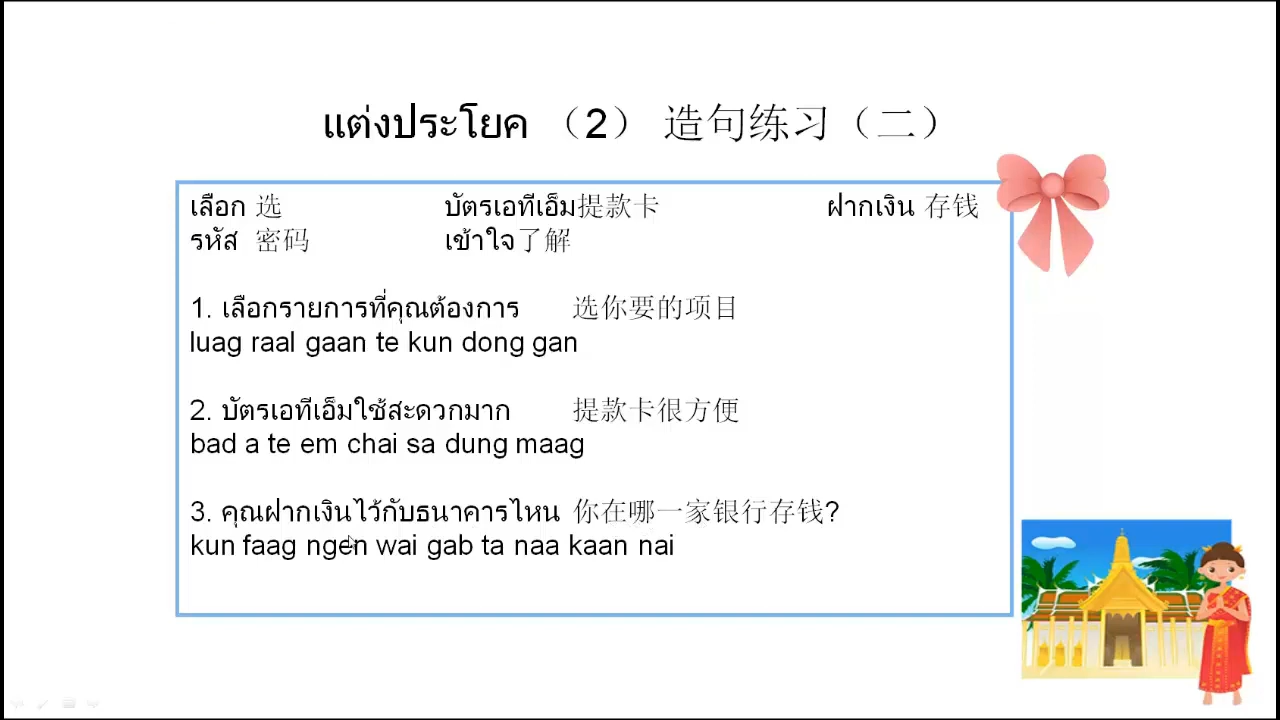 แต่งประโยค （2） 造句练习（二）
เลือก 选 บัตรเอทีเอ็ม提款卡 ฝากเงิน 存钱
รหัส 密码 เข้าใจ了解
1. เลือกรายการที่คุณต้องการ 选你要的项目
luag raal gaan te kun dong gan
2. บัตรเอทีเอ็มใช้สะดวกมาก 提款卡很方便
bad a te em chai sa dung maag
3. คุณฝากเงินไว้กับธนาคารไหน 你在哪一家银行存钱?
kun faag ngen wai gab ta naa kaan nai